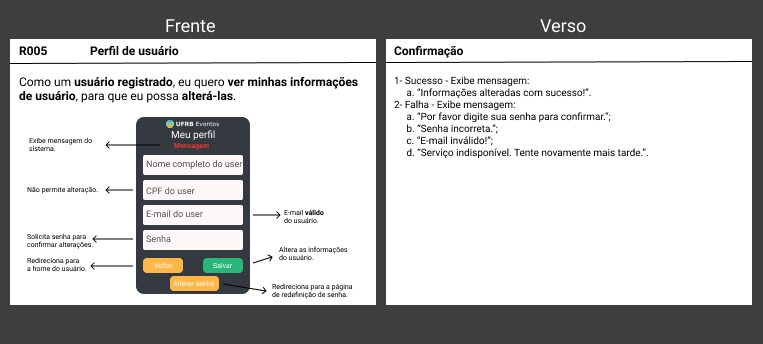 Frente
Verso
R005 Perfil de usuário
Como um usuário registrado, eu quero ver minhas informações
de usuário, para que eu possa alterá-las.
UFRB Eventos
Meu perfil
Mensagem
Exibe mensagem do
sistema.
Nome completo do user
Não permite alteração.
CPF do user
E-mail do user
E-mail válido
do usuário.
Solicita senha para
confirmar alterações.
Senha
Altera as informações
do usuário.
Redireciona para
a home do usuário.
Voltar
Salvar
Alterar senha
Redireciona para a página
de redefinição de senha.
Confirmação
1- Sucesso - Exibe mensagem:
a. “Informações alteradas com sucesso!”.
2- Falha - Exibe mensagem:
a. “Por favor digite sua senha para confirmar.”;
b. “Senha incorreta.”;
c. “E-mail inválido!”;
d. “Serviço indisponível. Tente novamente mais tarde.”.